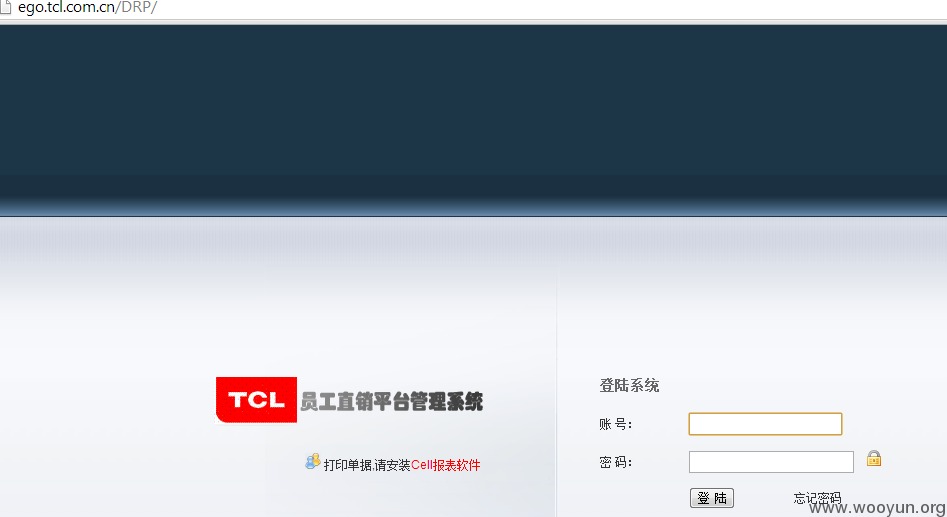 ego.tcl.com.cn/DRP/
TCL 员工直销平台管理系统
打印单据,请安装Cell报表软件
登陆系统
账 号：
密 码：
登 陆
忘记密码
www.wooyun.org